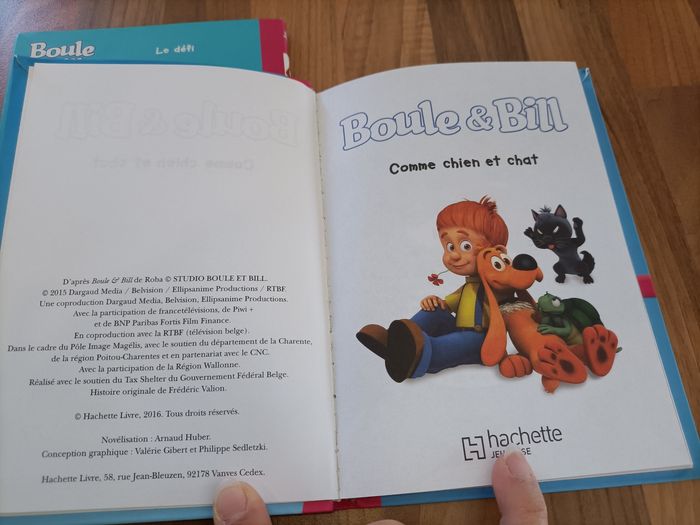 Boule
Le défi
D'après Boule & Bill de Roba © STUDIO BOULE ET BILL.
© 2015 Dargaud Media / Belvision / Ellipsanime Productions / RTBF.
Une coproduction Dargaud Media, Belvision, Ellipsanime Productions.
Avec la participation de francetélévisions, de Piwi +
et de BNP Paribas Fortis Film Finance.
En coproduction avec la RTBF (télévision belge).
Dans le cadre du Pôle Image Magélis, avec le soutien du département de la Charente,
de la région Poitou-Charentes et en partenariat avec le CNC.
Avec la participation de la Région Wallonne.
Réalisé avec le soutien du Tax Shelter du Gouvernement Fédéral Belge.
Histoire originale de Frédéric Valion.
© Hachette Livre, 2016. Tous droits réservés.
Novélisation : Arnaud Huber.
Conception graphique : Valérie Gibert et Philippe Sedletzki.
Hachette Livre, 58, rue Jean-Bleuzen, 92178 Vanves Cedex.
Boule & Bill
Comme chien et chat
hachette